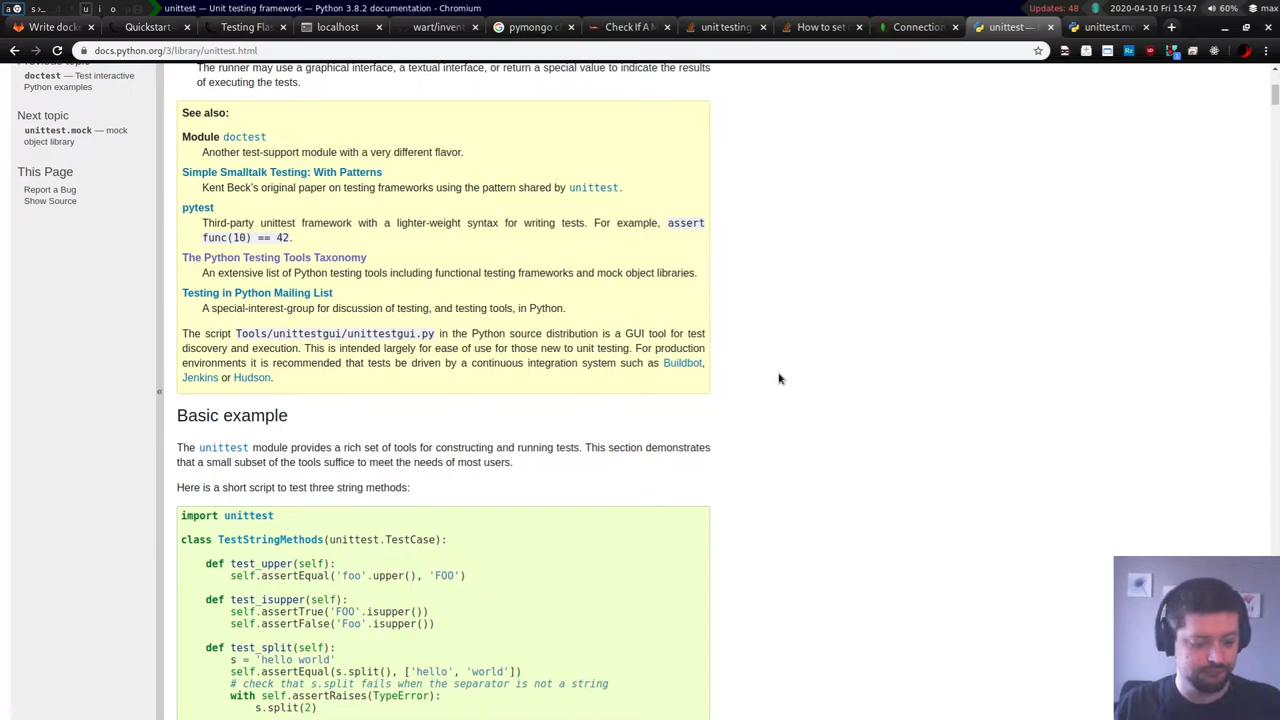 unittest — Unit testing framework — Python 3.8.2 documentation - Chromium
Updates: 48
2020-04-10 Fri 15:47
60%
max
Write docke
Quickstart
Testing Flas
localhost
wart/invent
pymongo c
Check If A M
unit testing
How to set
Connection
unittest —
unittest.mo
docs.python.org/3/library/unittest.html
Previous topic
doctest — Test interactive
Python examples
Next topic
unittest.mock — mock
object library
This Page
Report a Bug
Show Source
«
The runner may use a graphical interface, a textual interface, or return a special value to indicate the results
of executing the tests.
See also:
Module doctest
Another test-support module with a very different flavor.
Simple Smalltalk Testing: With Patterns
Kent Beck's original paper on testing frameworks using the pattern shared by unittest.
pytest
Third-party unittest framework with a lighter-weight syntax for writing tests. For example, assert
func(10) == 42.
The Python Testing Tools Taxonomy
An extensive list of Python testing tools including functional testing frameworks and mock object libraries.
Testing in Python Mailing List
A special-interest-group for discussion of testing, and testing tools, in Python.
The script Tools/unittestgui/unittestgui.py in the Python source distribution is a GUI tool for test
discovery and execution. This is intended largely for ease of use for those new to unit testing. For production
environments it is recommended that tests be driven by a continuous integration system such as Buildbot,
Jenkins or Hudson.
Basic example
The unittest module provides a rich set of tools for constructing and running tests. This section demonstrates
that a small subset of the tools suffice to meet the needs of most users.
Here is a short script to test three string methods:
import unittest
class TestStringMethods(unittest.TestCase):
def test_upper(self):
self.assertEqual('foo'.upper(), 'FOO')
def test_isupper(self):
self.assertTrue('FOO'.isupper())
self.assertFalse('Foo'.isupper())
def test_split(self):
s = 'hello world'
self.assertEqual(s.split(), ['hello', 'world'])
# check that s.split fails when the separator is not a string
with self.assertRaises(TypeError):
s.split(2)